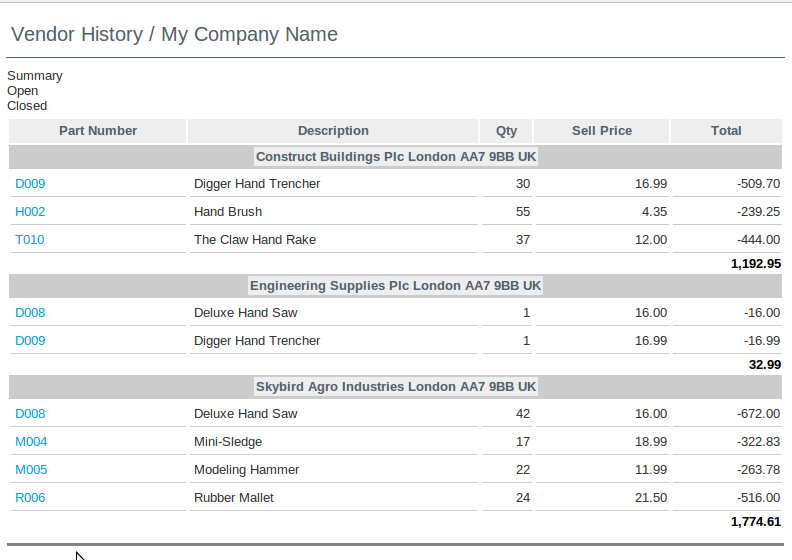 Vendor History / My Company Name
Summary
Open
Closed
Part Number Description Qty Sell Price Total
Construct Buildings Plc London AA7 9BB UK
D009 Digger Hand Trencher 30 16.99 -509.70
H002 Hand Brush 55 4.35 -239.25
T010 The Claw Hand Rake 37 12.00 -444.00
1,192.95
Engineering Supplies Plc London AA7 9BB UK
D008 Deluxe Hand Saw 1 16.00 -16.00
D009 Digger Hand Trencher 1 16.99 -16.99
32.99
Skybird Agro Industries London AA7 9BB UK
D008 Deluxe Hand Saw 42 16.00 -672.00
M004 Mini-Sledge 17 18.99 -322.83
M005 Modeling Hammer 22 11.99 -263.78
R006 Rubber Mallet 24 21.50 -516.00
1,774.61